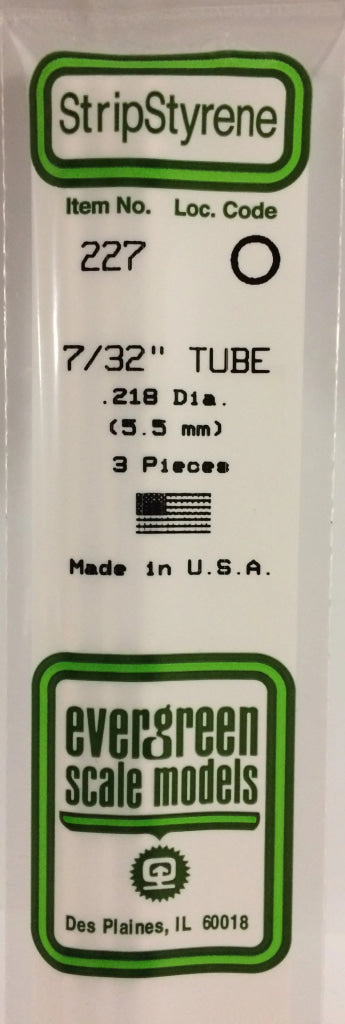 StripStyrene
Item No. Loc. Code
227
7/32" TUBE
.218 Dia.
(5.5 mm)
3 Pieces
Made in U.S.A.
evergreen
scale models
Des Plaines, IL 60018